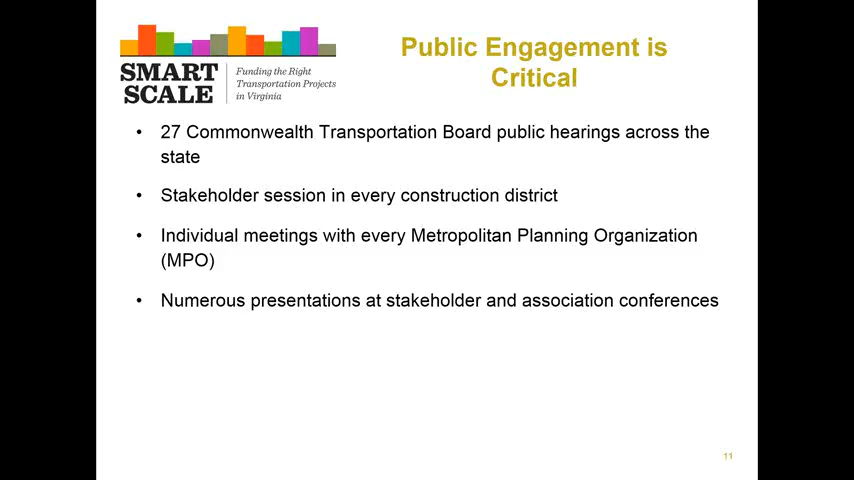 SMART
SCALE
Funding the Right
Transportation Projects
in Virginia
Public Engagement is
Critical
• 27 Commonwealth Transportation Board public hearings across the
state
• Stakeholder session in every construction district
• Individual meetings with every Metropolitan Planning Organization
(MPO)
• Numerous presentations at stakeholder and association conferences
11